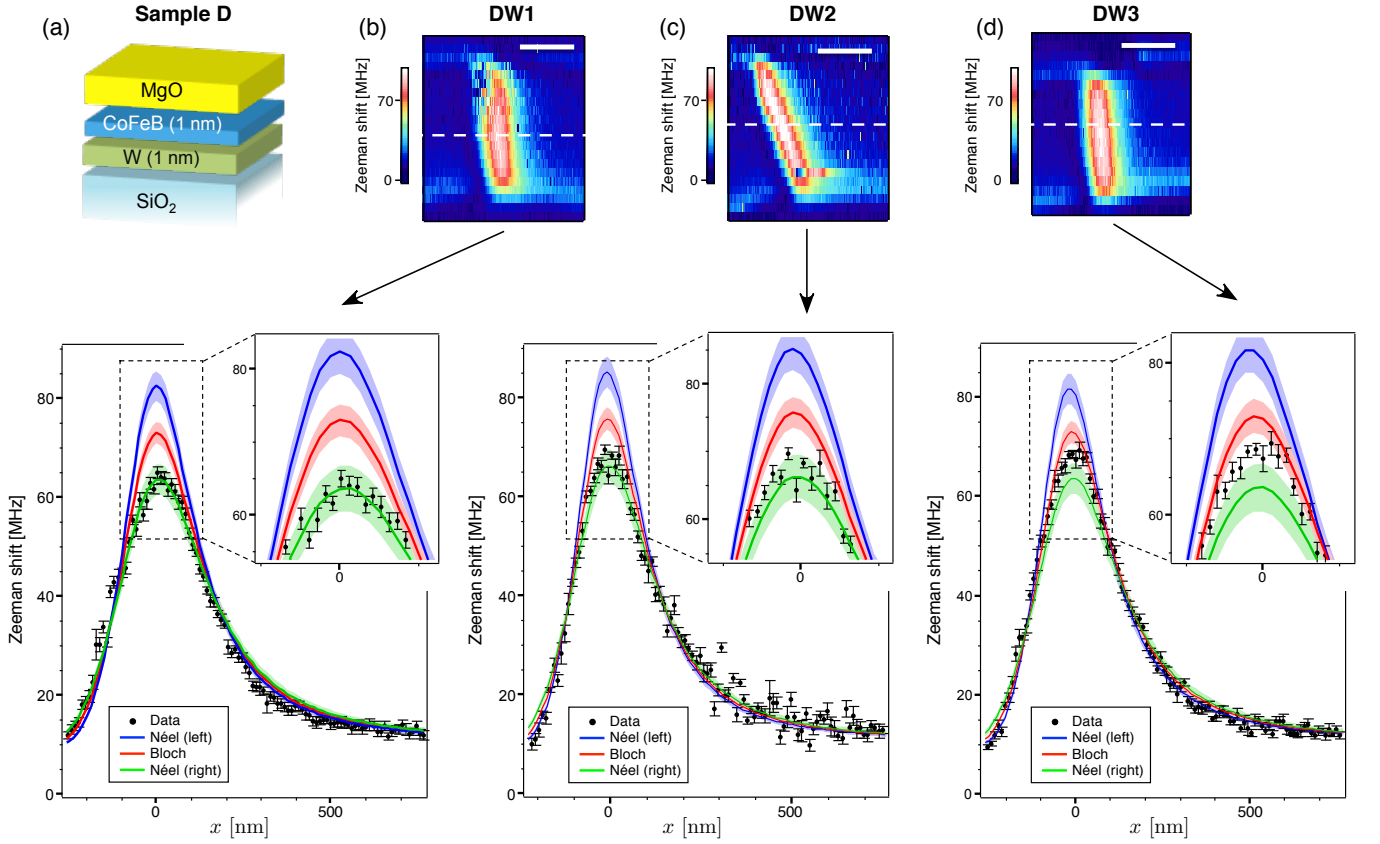 (a)
Sample D
MgO
CoFeB (1 nm)
W (1 nm)
SiO2
(b)
DW1
Zeeman shift [MHz]
70
0
(c)
DW2
Zeeman shift [MHz]
70
0
(d)
DW3
Zeeman shift [MHz]
70
0
Zeeman shift [MHz]
80
60
40
20
0
80
60
0
Data
Néel (left)
Bloch
Néel (right)
0
500
x [nm]
Zeeman shift [MHz]
80
60
40
20
0
80
60
0
Data
Néel (left)
Bloch
Néel (right)
0
500
x [nm]
Zeeman shift [MHz]
80
60
40
20
0
80
60
0
Data
Néel (left)
Bloch
Néel (right)
0
500
x [nm]